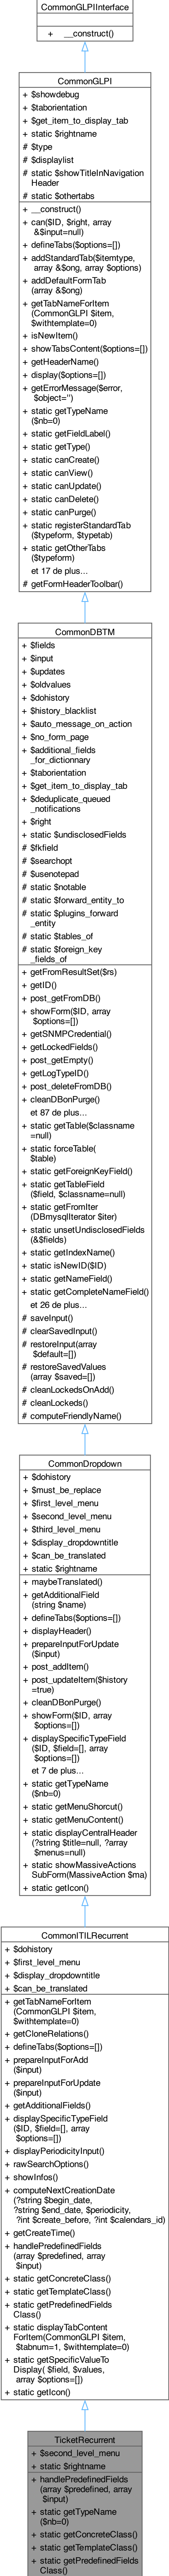 CommonGLPIInterface
+ __construct()
CommonGLPI
+ $showdebug
+ $taborientation
+ $get_item_to_display_tab
+ static $rightname
# $type
# $displaylist
# static $showTitleInNavigation
Header
# static $othertabs
+ __construct()
+ can($ID, $right, array
&$input=null)
+ defineTabs($options=[])
+ addStandardTab($itemtype,
array &$ong, array $options)
+ addDefaultFormTab
(array &$ong)
+ getTabNameForItem
(CommonGLPI $item,
$withtemplate=0)
+ isNewItem()
+ showTabsContent($options=[])
+ getHeaderName()
+ display($options=[])
+ getErrorMessage($error,
$object='')
+ static getTypeName
($nb=0)
+ static getFieldLabel()
+ static getType()
+ static canCreate()
+ static canView()
+ static canUpdate()
+ static canDelete()
+ static canPurge()
+ static registerStandardTab
($typeform, $typetab)
+ static getOtherTabs
($typeform)
et 17 de plus...
# getFormHeaderToolbar()
CommonDBTM
+ $fields
+ $input
+ $updates
+ $oldvalues
+ $dohistory
+ $history_blacklist
+ $auto_message_on_action
+ $no_form_page
+ $additional_fields
_for_dictionnary
+ $taborientation
+ $get_item_to_display_tab
+ $deduplicate_queued
_notifications
+ $right
+ static $undisclosedFields
# $fkfield
# $searchopt
# $usenotepad
# static $notable
# static $forward_entity_to
# static $plugins_forward
_entity
# static $tables_of
# static $foreign_key
_fields_of
+ getFromResultSet($rs)
+ getID()
+ post_getFromDB()
+ showForm($ID, array
$options=[])
+ getSNMPCredential()
+ getLockedFields()
+ post_getEmpty()
+ getLogTypeID()
+ post_deleteFromDB()
+ cleanDBonPurge()
et 87 de plus...
+ static getTable($classname
=null)
+ static forceTable(
$table)
+ static getForeignKeyField()
+ static getTableField
($field, $classname=null)
+ static getFromIter
(DBmysqlIterator $iter)
+ static unsetUndisclosedFields
(&$fields)
+ static getIndexName()
+ static isNewID($ID)
+ static getNameField()
+ static getCompleteNameField()
et 26 de plus...
# saveInput()
# clearSavedInput()
# restoreInput(array
$default=[])
# restoreSavedValues
(array $saved=[])
# cleanLockedsOnAdd()
# cleanLockeds()
# computeFriendlyName()
CommonDropdown
+ $dohistory
+ $must_be_replace
+ $first_level_menu
+ $second_level_menu
+ $third_level_menu
+ $display_dropdowntitle
+ $can_be_translated
+ static $rightname
+ maybeTranslated()
+ getAdditionalField
(string $name)
+ defineTabs($options=[])
+ displayHeader()
+ prepareInputForUpdate
($input)
+ post_addItem()
+ post_updateItem($history
=true)
+ cleanDBonPurge()
+ showForm($ID, array
$options=[])
+ displaySpecificTypeField
($ID, $field=[], array
$options=[])
et 7 de plus...
+ static getTypeName
($nb=0)
+ static getMenuShorcut()
+ static getMenuContent()
+ static displayCentralHeader
(?string $title=null, ?array
$menus=null)
+ static showMassiveActions
SubForm(MassiveAction $ma)
+ static getIcon()
CommonITILRecurrent
+ $dohistory
+ $first_level_menu
+ $display_dropdowntitle
+ $can_be_translated
+ getTabNameForItem
(CommonGLPI $item,
$withtemplate=0)
+ getCloneRelations()
+ defineTabs($options=[])
+ prepareInputForAdd
($input)
+ prepareInputForUpdate
($input)
+ getAdditionalFields()
+ displaySpecificTypeField
($ID, $field=[], array
$options=[])
+ displayPeriodicityInput()
+ rawSearchOptions()
+ showInfos()
+ computeNextCreationDate
(?string $begin_date,
?string $end_date, $periodicity,
?int $create_before, ?int $calendars_id)
+ getCreateTime()
+ handlePredefinedFields
(array $predefined, array
$input)
+ static getConcreteClass()
+ static getTemplateClass()
+ static getPredefinedFields
Class()
+ static displayTabContent
ForItem(CommonGLPI $item,
$tabnum=1, $withtemplate=0)
+ static getSpecificValueTo
Display( $field, $values,
array $options=[])
+ static getIcon()
TicketRecurrent
+ $second_level_menu
+ static $rightname
+ handlePredefinedFields
(array $predefined, array
$input)
+ static getTypeName
($nb=0)
+ static getConcreteClass()
+ static getTemplateClass()
+ static getPredefinedFields
Class()